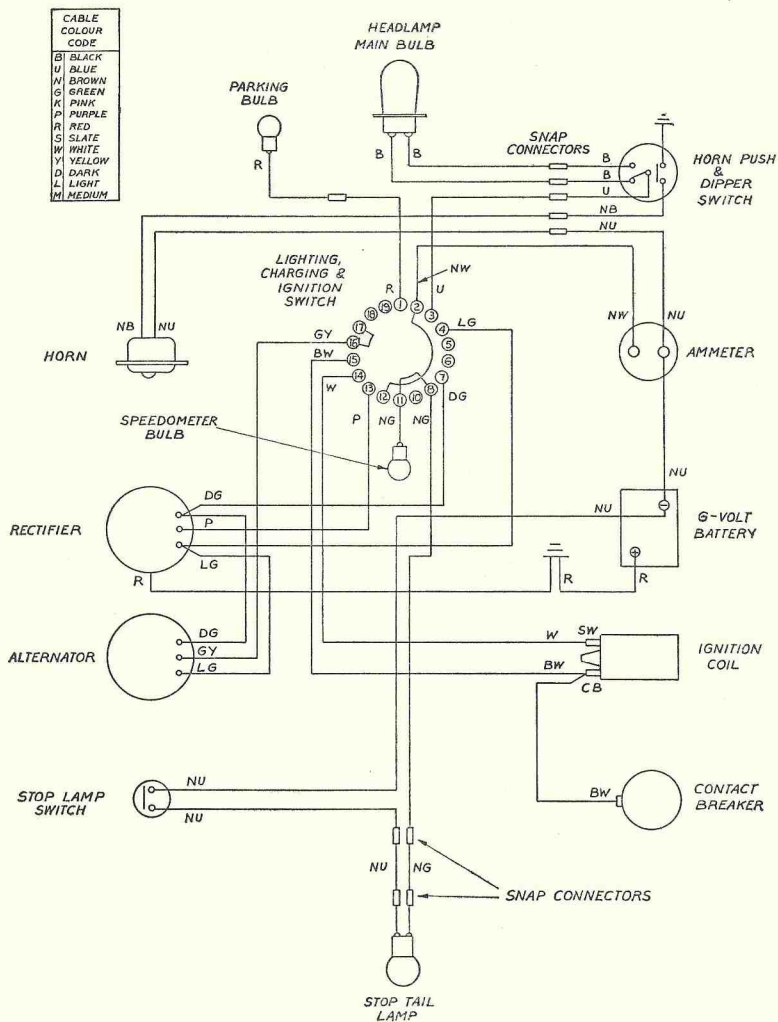 CABLE
COLOUR
CODE
B BLACK
U BLUE
N BROWN
G GREEN
K PINK
P PURPLE
R RED
S SLATE
W WHITE
Y YELLOW
D DARK
L LIGHT
M MEDIUM
HEADLAMP
MAIN BULB
PARKING
BULB
R
B B
SNAP
CONNECTORS
B
B
U
NB
NU
HORN PUSH
&
DIPPER
SWITCH
LIGHTING,
CHARGING &
IGNITION
SWITCH
R
NW
U
LG
GY
BW
W
P
NG
NG
DG
1
2
3
4
5
6
7
8
10
11
12
13
14
15
16
17
18
19
NB NU
HORN
NW NU
AMMETER
SPEEDOMETER
BULB
NU
DG
P
LG
R
RECTIFIER
NU
R
R
6-VOLT
BATTERY
DG
GY
LG
ALTERNATOR
W SW
BW
CB
IGNITION
COIL
NU
NU
STOP LAMP
SWITCH
BW
CONTACT
BREAKER
NU NG
SNAP CONNECTORS
STOP TAIL
LAMP